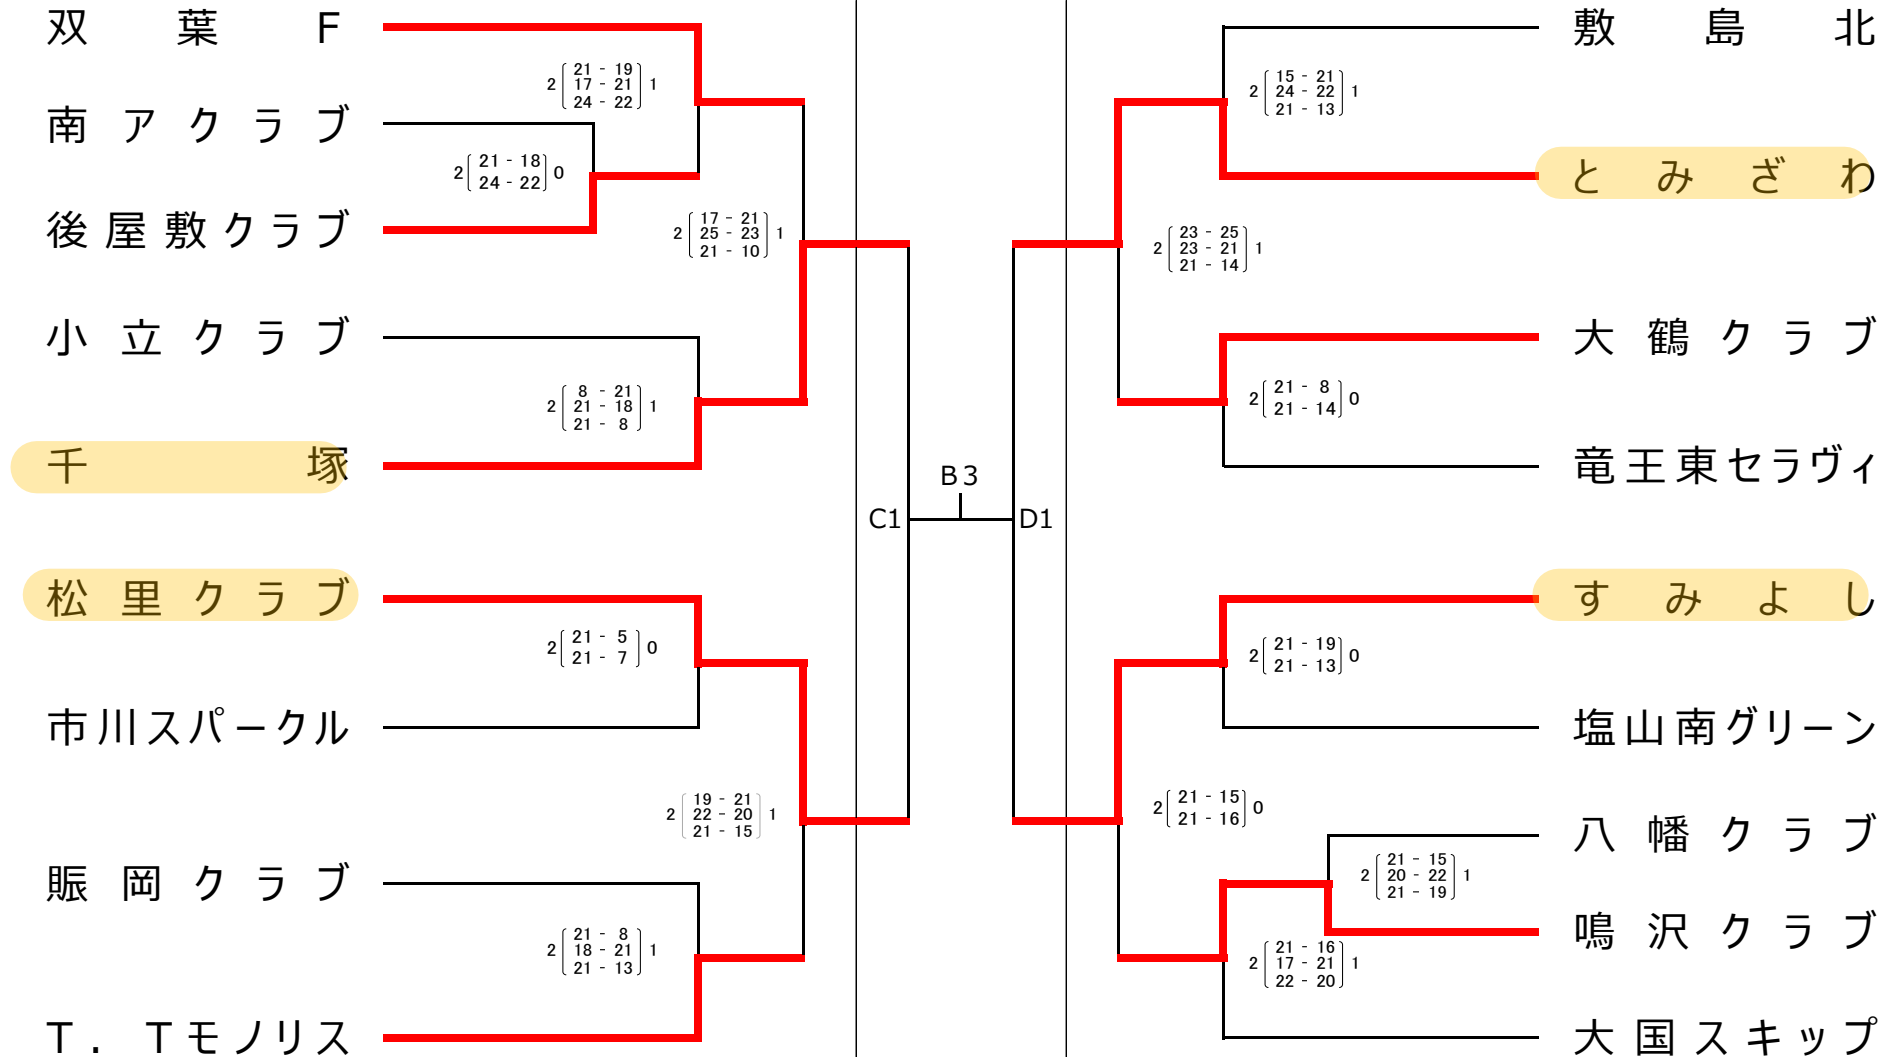 双葉F
2 21 - 19 1
17 - 21
24 - 22
南アクラブ
2 21 - 18 0
24 - 22
後屋敷クラブ
2 17 - 21 1
25 - 23
21 - 10
小立クラブ
2 8 - 21 1
21 - 18
21 - 8
千塚
松里クラブ
2 21 - 5 0
21 - 7
市川スパークル
2 19 - 21 1
22 - 20
21 - 15
賑岡クラブ
2 21 - 8 1
18 - 21
21 - 13
T.Tモノリス
C1
B3
D1
敷島北
2 15 - 21 1
24 - 22
21 - 13
とみざわ
2 23 - 25 1
23 - 21
21 - 14
大鶴クラブ
2 21 - 8 0
21 - 14
竜王東セラヴィ
すみよし
2 21 - 19 0
21 - 13
塩山南グリーン
2 21 - 15 0
21 - 16
八幡クラブ
2 21 - 15 1
20 - 22
21 - 19
鳴沢クラブ
2 21 - 16 1
17 - 21
22 - 20
大国スキップ